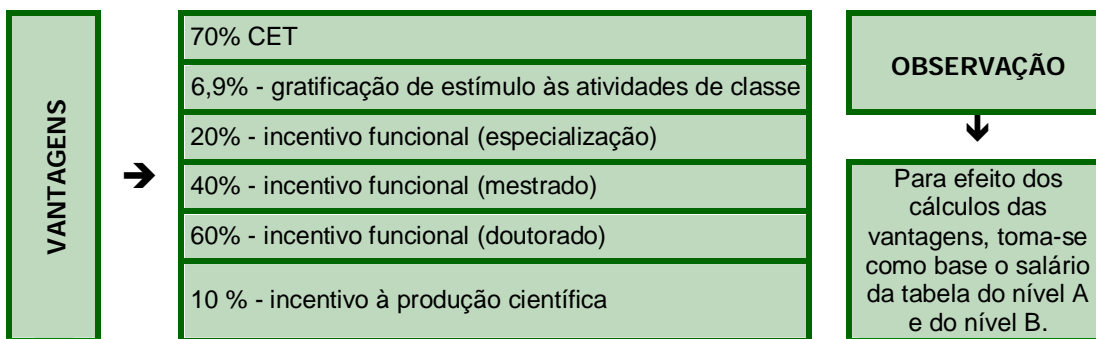 VANTAGENS
70% CET
6,9% - gratificação de estímulo às atividades de classe
20% - incentivo funcional (especialização)
40% - incentivo funcional (mestrado)
60% - incentivo funcional (doutorado)
10 % - incentivo à produção científica
OBSERVAÇÃO
Para efeito dos
cálculos das
vantagens, toma-se
como base o salário
da tabela do nível A
e do nível B.